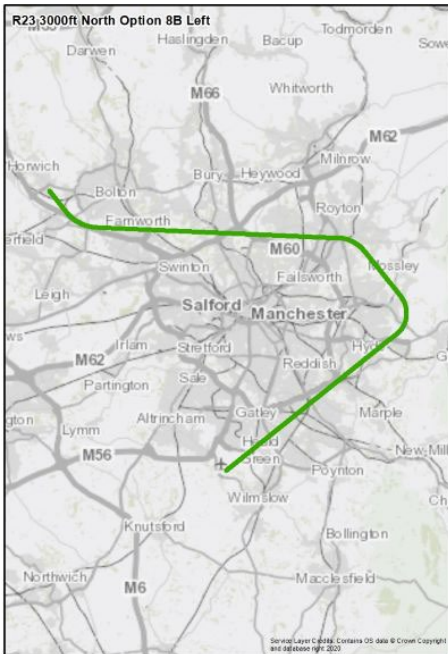 R23 3000ft North Option 8B Left
Todmorden
Haslingden
Bacup
Darwen
Whitworth
M66
M62
Milnrow
Horwich
Bury
Heywood
Bolton
Royton
Farnworth
M60
Mossley
Swinton
Failsworth
Leigh
Salford
Manchester
Hyde
Irlam
Stretford
M62
Reddish
Partington
Sale
Gatley
Marple
Altrincham
Lymm
Heald
Green
M56
Poynton
Wilmslow
Knutsford
Bollington
Northwich
Macclesfield
M6
Service Layer Credits: Contains OS data © Crown Copyright
and database right 2020